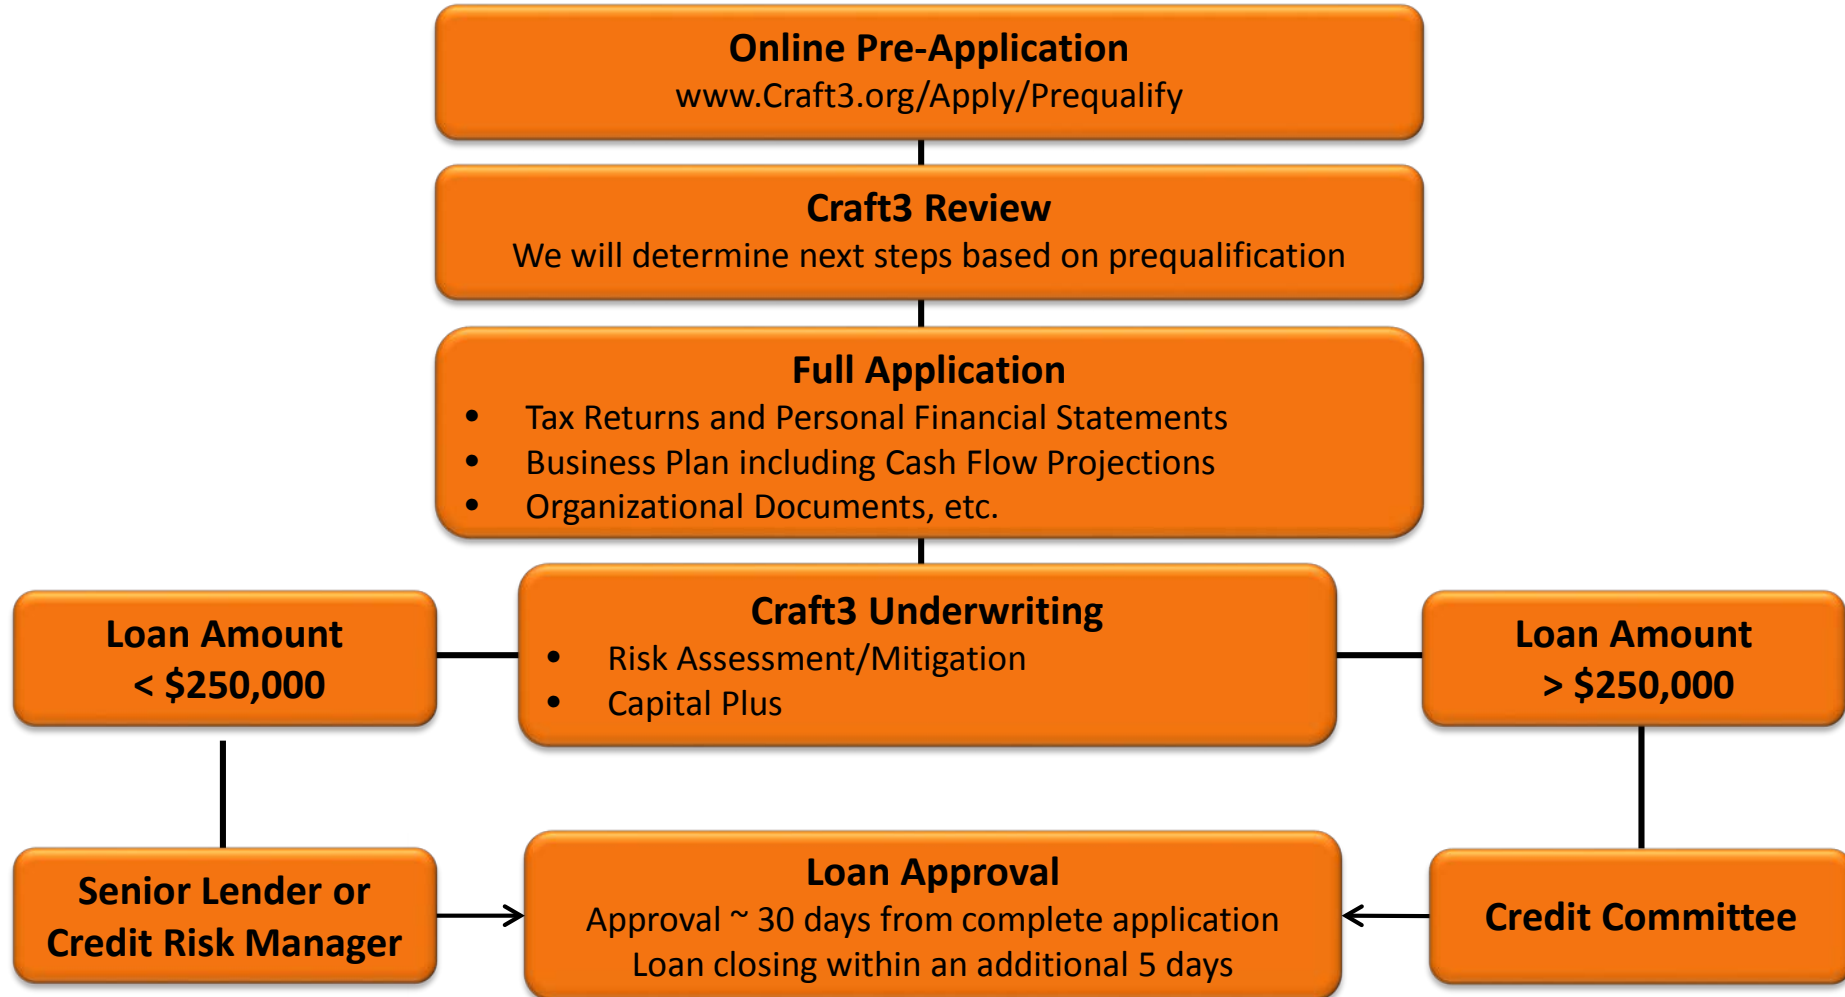 Online Pre-Application
www.Craft3.org/Apply/Prequalify
Craft3 Review
We will determine next steps based on prequalification
Full Application
• Tax Returns and Personal Financial Statements
• Business Plan including Cash Flow Projections
• Organizational Documents, etc.
Craft3 Underwriting
• Risk Assessment/Mitigation
• Capital Plus
Loan Amount
< $250,000
Loan Amount
> $250,000
Senior Lender or
Credit Risk Manager
Loan Approval
Approval ~ 30 days from complete application
Loan closing within an additional 5 days
Credit Committee